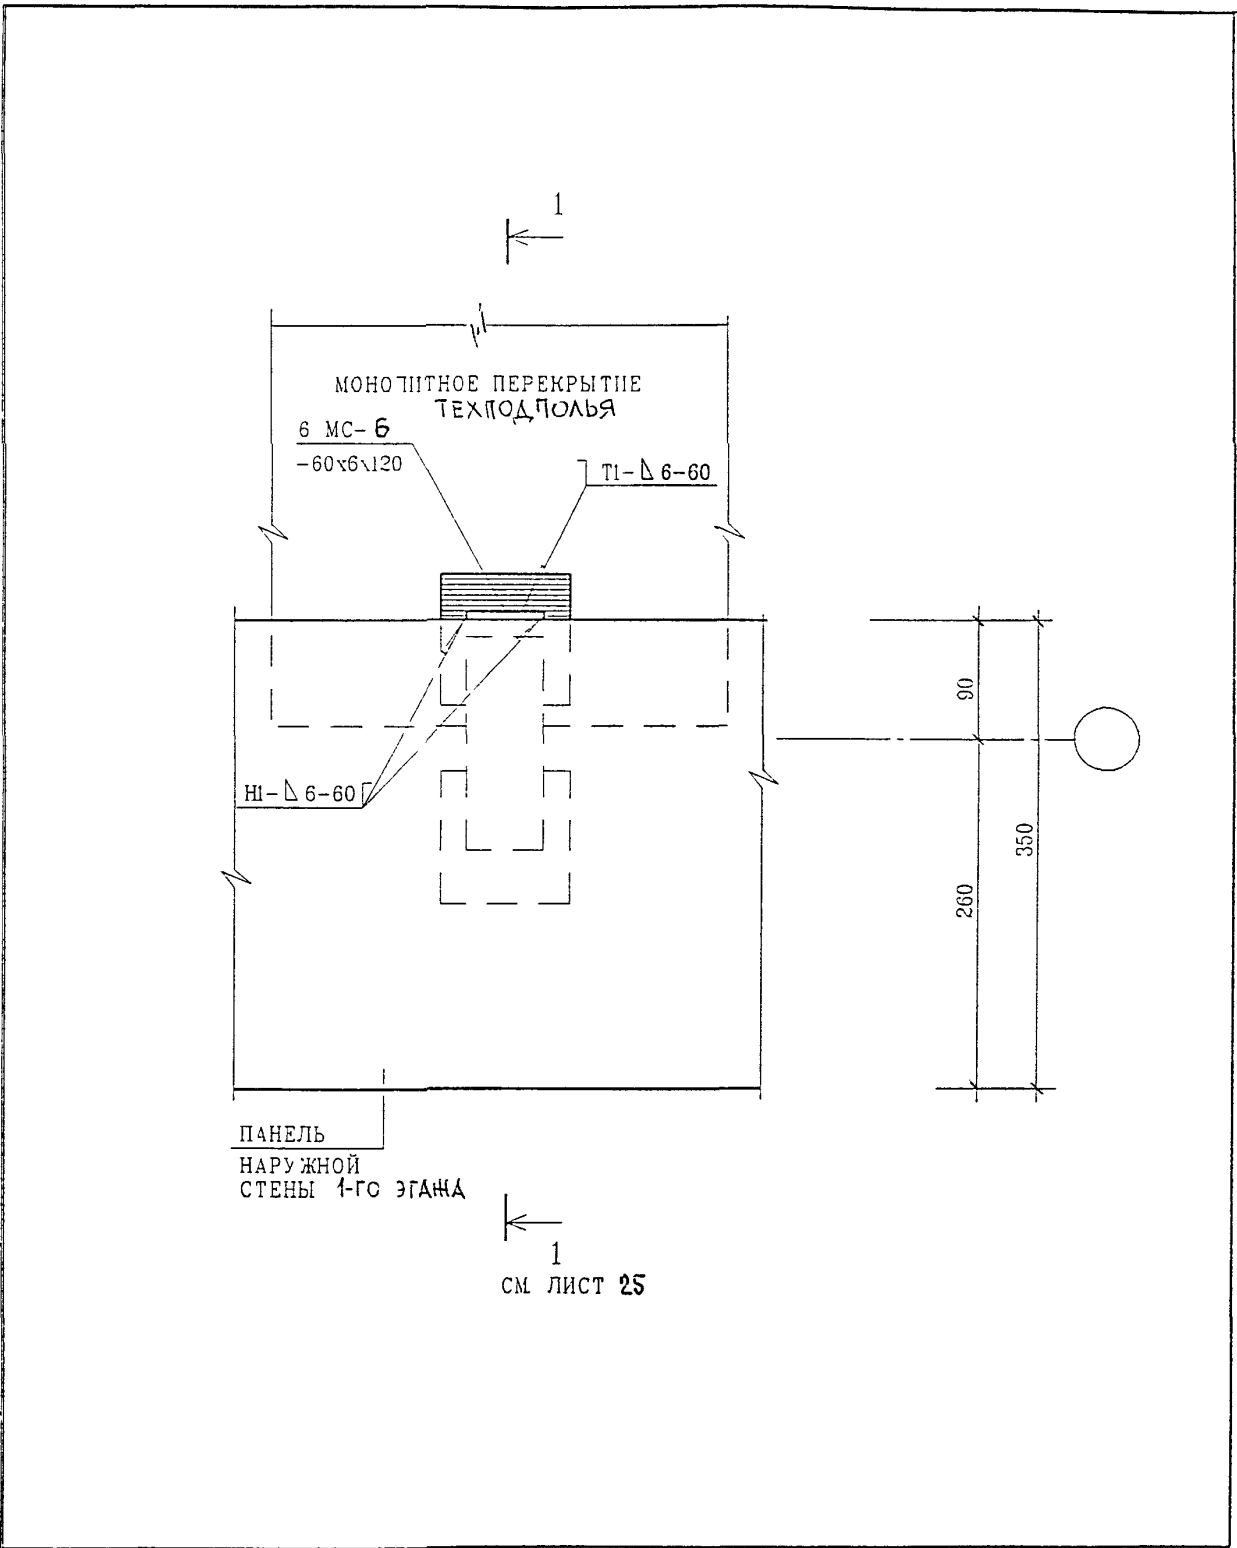 1
МОНОЛИТНОЕ ПЕРЕКРЫТИЕ
ТЕХПОДПОЛЬЯ
6 МС-6
-60х6х120
Т1-⊿ 6-60
90
Н1-⊿ 6-60
350
260
ПАНЕЛЬ
НАРУЖНОЙ
СТЕНЫ 1-ГО ЭТАЖА
1
СМ. ЛИСТ 25